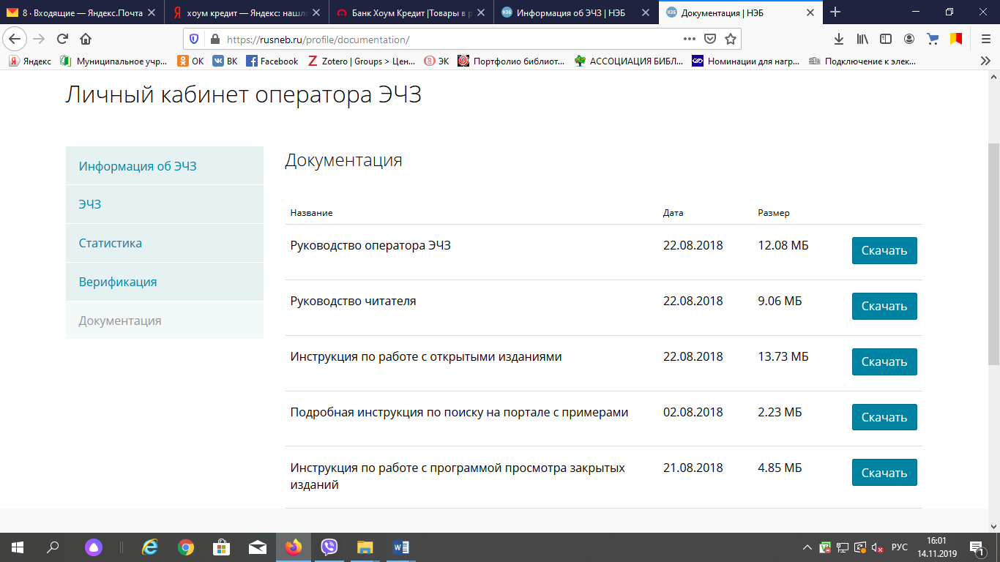 8 · Входящие — Яндекс.Почта
хоум кредит — Яндекс: нашло
Банк Хоум Кредит |Товары в р
Информация об ЭЧЗ | НЭБ
Документация | НЭБ
https://rusneb.ru/profile/documentation/
Яндекс
Муниципальное учр...
ОК
ВК
Facebook
Zotero | Groups > Цен...
ЭК
Портфолио библиот...
АССОЦИАЦИЯ БИБЛ...
Номинации для нагр...
Подключение к элек...
Личный кабинет оператора ЭЧЗ
Информация об ЭЧЗ
ЭЧЗ
Статистика
Верификация
Документация
Документация
Название Дата Размер
Руководство оператора ЭЧЗ 22.08.2018 12.08 МБ Скачать
Руководство читателя 22.08.2018 9.06 МБ Скачать
Инструкция по работе с открытыми изданиями 22.08.2018 13.73 МБ Скачать
Подробная инструкция по поиску на портале с примерами 02.08.2018 2.23 МБ Скачать
Инструкция по работе с программой просмотра закрытых 21.08.2018 4.85 МБ Скачать
изданий
РУС
16:01
14.11.2019
1